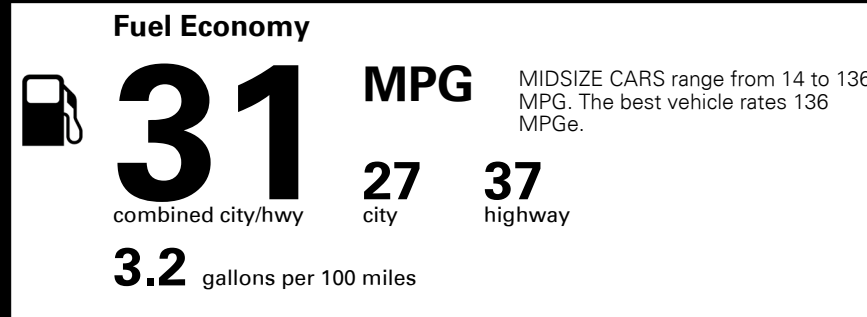 Fuel Economy
31 MPG
MIDSIZE CARS range from 14 to 136
MPG. The best vehicle rates 136
MPGe.
27 37
combined city/hwy city highway
3.2 gallons per 100 miles